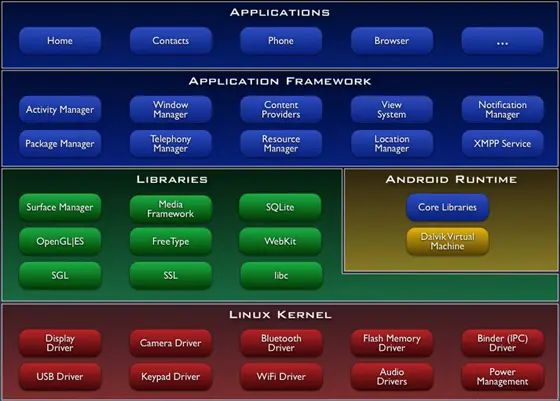 APPLICATIONS
Home
Contacts
Phone
Browser
...
APPLICATION FRAMEWORK
Activity Manager
Window
Manager
Content
Providers
View
System
Notification
Manager
Package Manager
Telephony
Manager
Resource
Manager
Location
Manager
XMPP Service
LIBRARIES
Surface Manager
Media
Framework
SQLite
OpenGL|ES
FreeType
WebKit
SGL
SSL
libc
ANDROID RUNTIME
Core Libraries
Dalvik Virtual
Machine
LINUX KERNEL
Display
Driver
Camera Driver
Bluetooth
Driver
Flash Memory
Driver
Binder (IPC)
Driver
USB Driver
Keypad Driver
WiFi Driver
Audio
Drivers
Power
Management